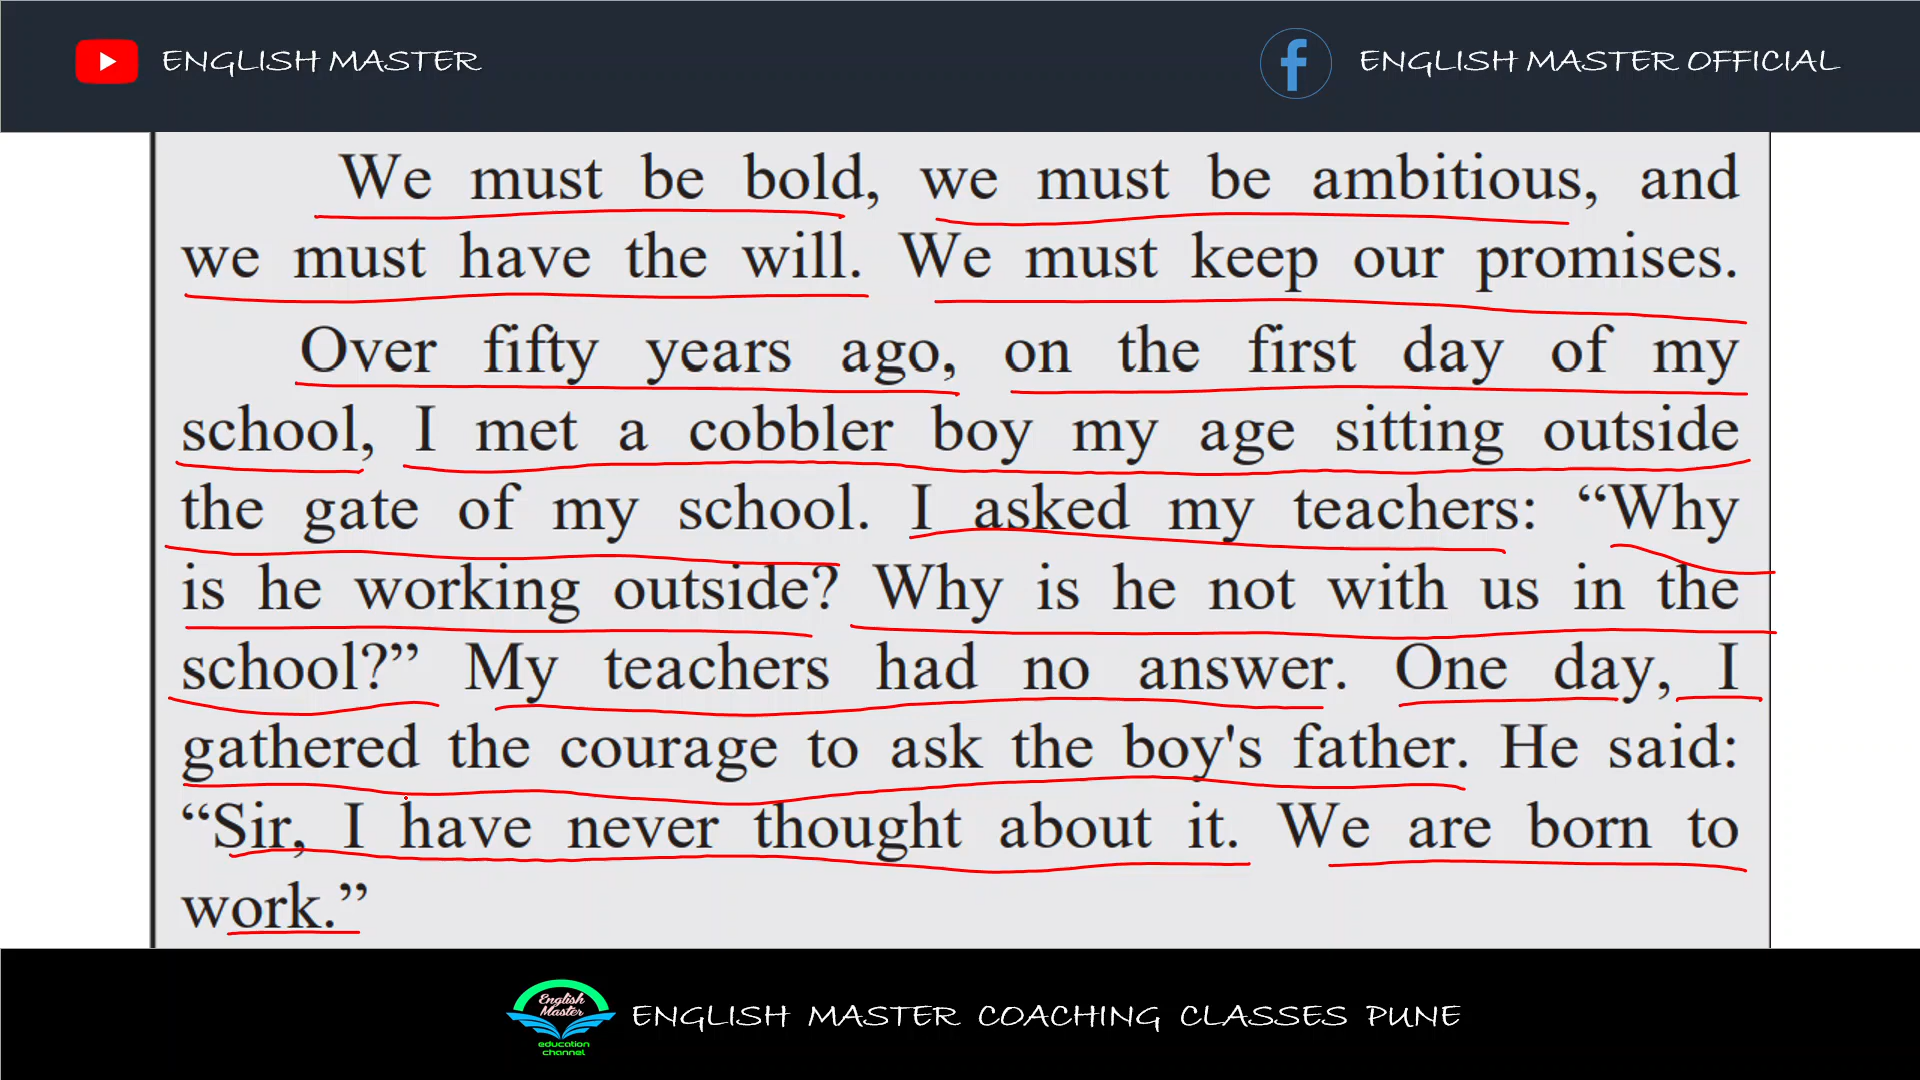 ENGLISH MASTER
ENGLISH MASTER OFFICIAL
We must be bold, we must be ambitious, and
we must have the will. We must keep our promises.
Over fifty years ago, on the first day of my
school, I met a cobbler boy my age sitting outside
the gate of my school. I asked my teachers: “Why
is he working outside? Why is he not with us in the
school?” My teachers had no answer. One day, I
gathered the courage to ask the boy's father. He said:
“Sir, I have never thought about it. We are born to
work.”
English
Master
education
channel
ENGLISH MASTER COACHING CLASSES PUNE